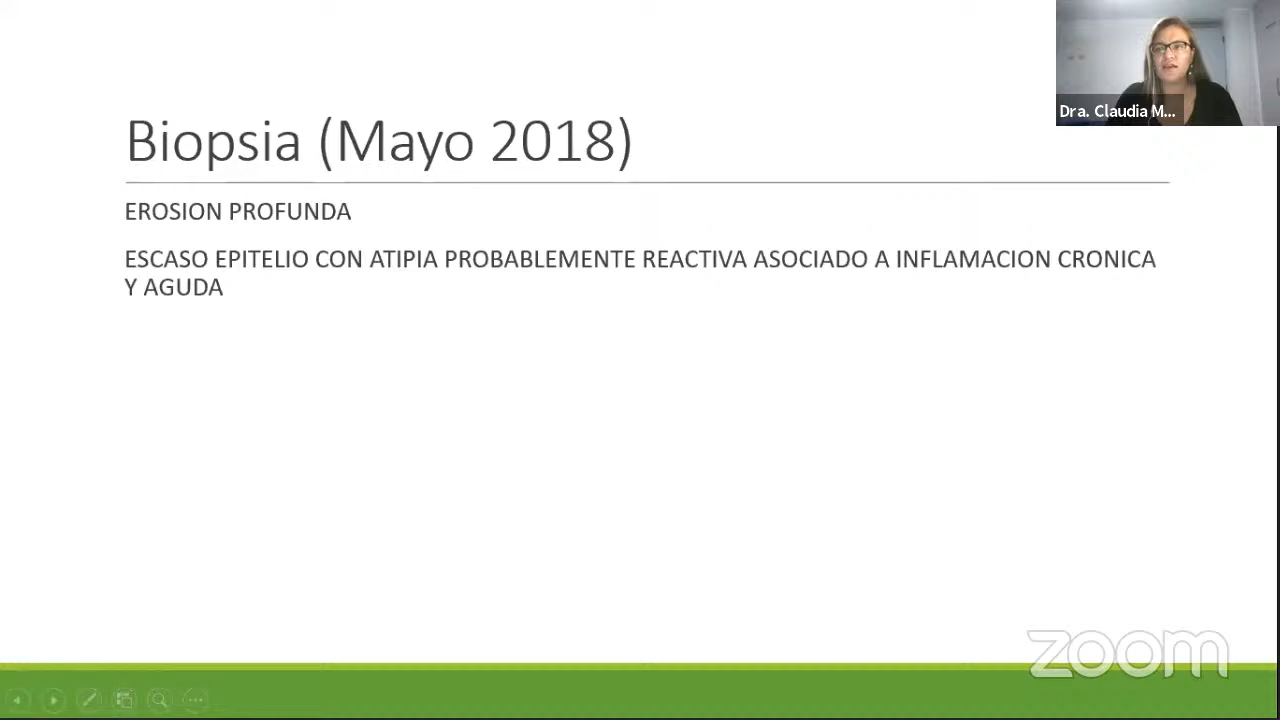 Dra. Claudia M...
Biopsia (Mayo 2018)
EROSION PROFUNDA
ESCASO EPITELIO CON ATIPIA PROBABLEMENTE REACTIVA ASOCIADO A INFLAMACION CRONICA
Y AGUDA
zoom